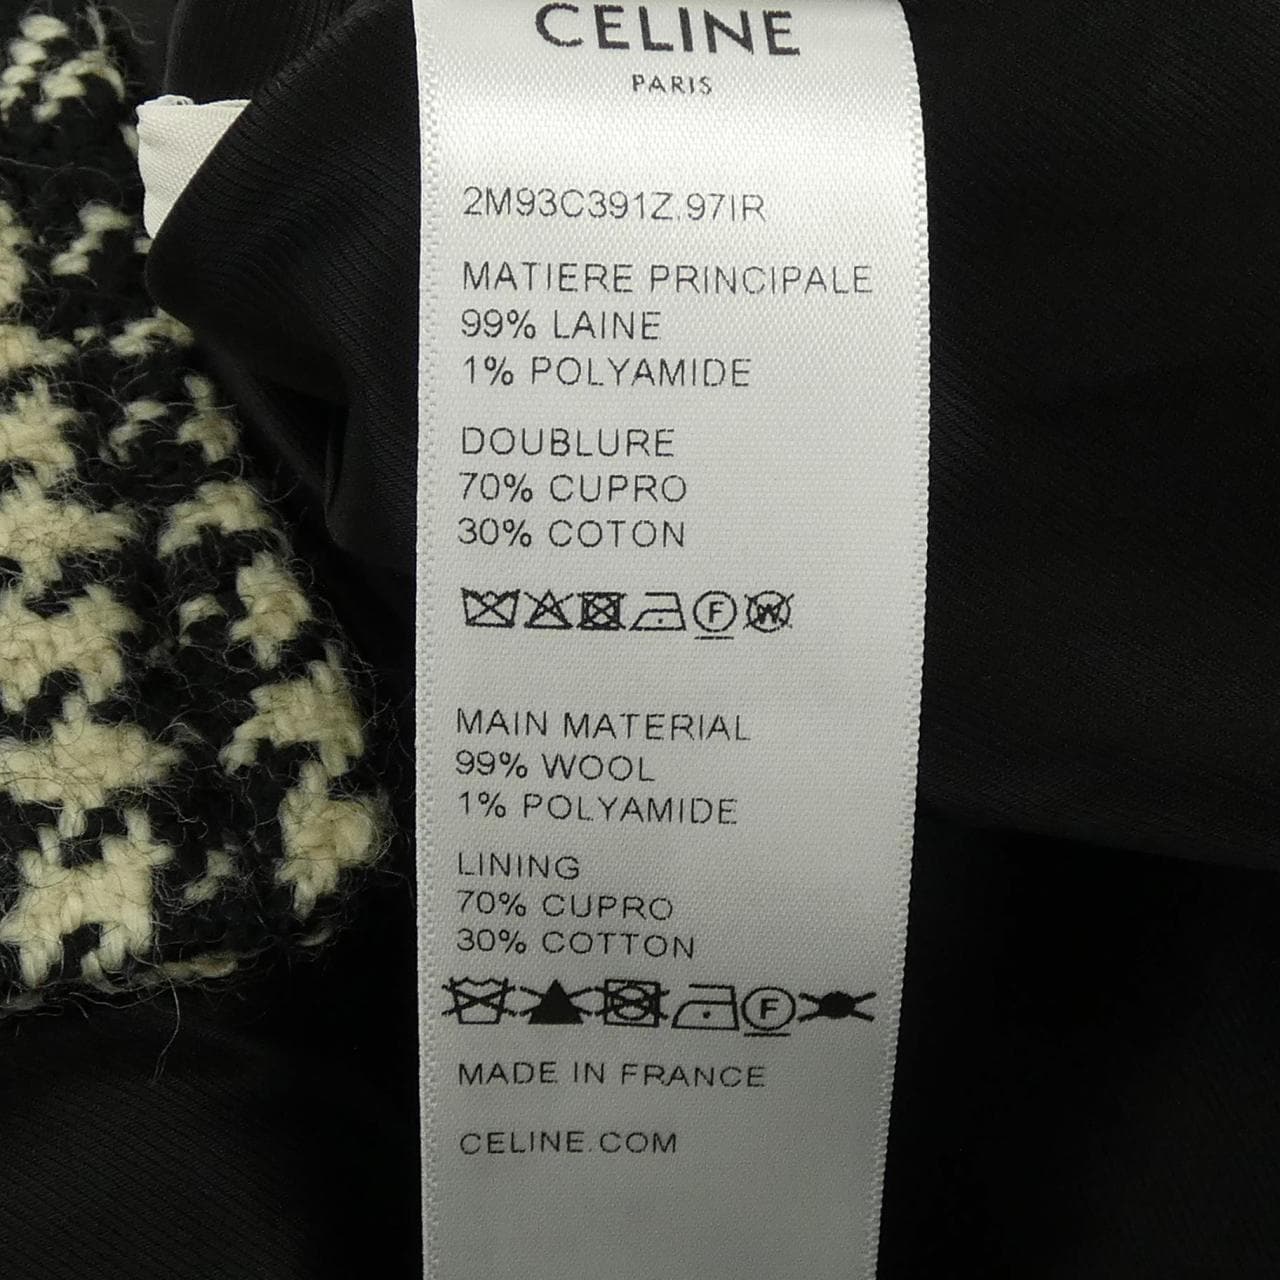 CELINE
PARIS
2M93C391Z.97IR
MATIERE PRINCIPALE
99% LAINE
1% POLYAMIDE
DOUBLURE
70% CUPRO
30% COTON
F W
MAIN MATERIAL
99% WOOL
1% POLYAMIDE
LINING
70% CUPRO
30% COTTON
F
MADE IN FRANCE
CELINE.COM